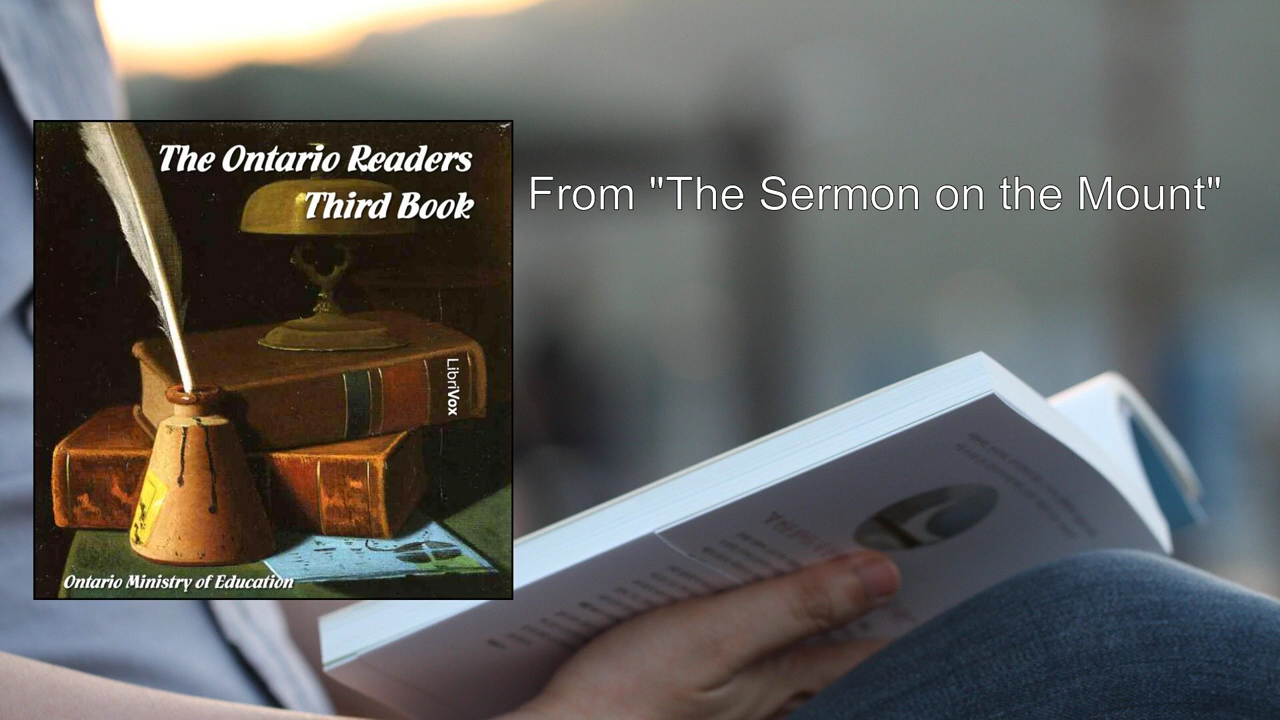 The Ontario Readers
Third Book
LibriVox
Ontario Ministry of Education
From "The Sermon on the Mount"